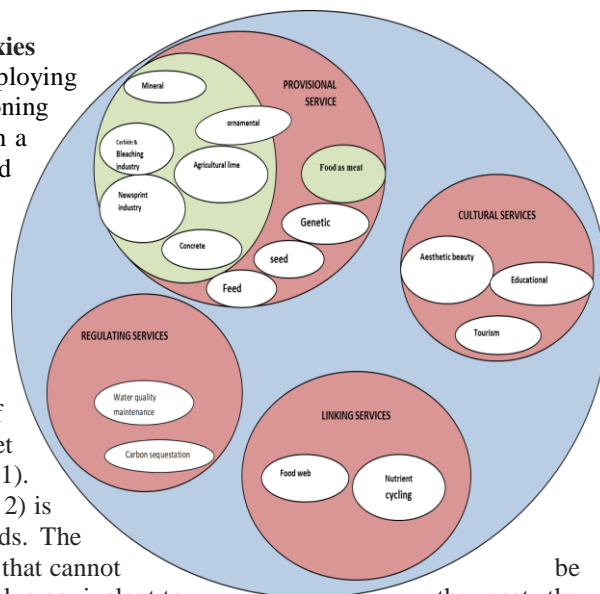 xies
ploying
oning
n a
d
PROVISIONAL
SERVICE
Mineral
ornamental
Carbide &
Bleaching
industry
Agricultural lime
Food as meat
Newsprint
industry
Genetic
Concrete
seed
Feed
CULTURAL SERVICES
Aesthetic beauty
Educational
Tourism
REGULATING SERVICES
Water quality
maintenance
Carbon sequestation
LINKING SERVICES
Food web
Nutrient
cycling
f
et
1).
2) is
ds. The
that cannot be